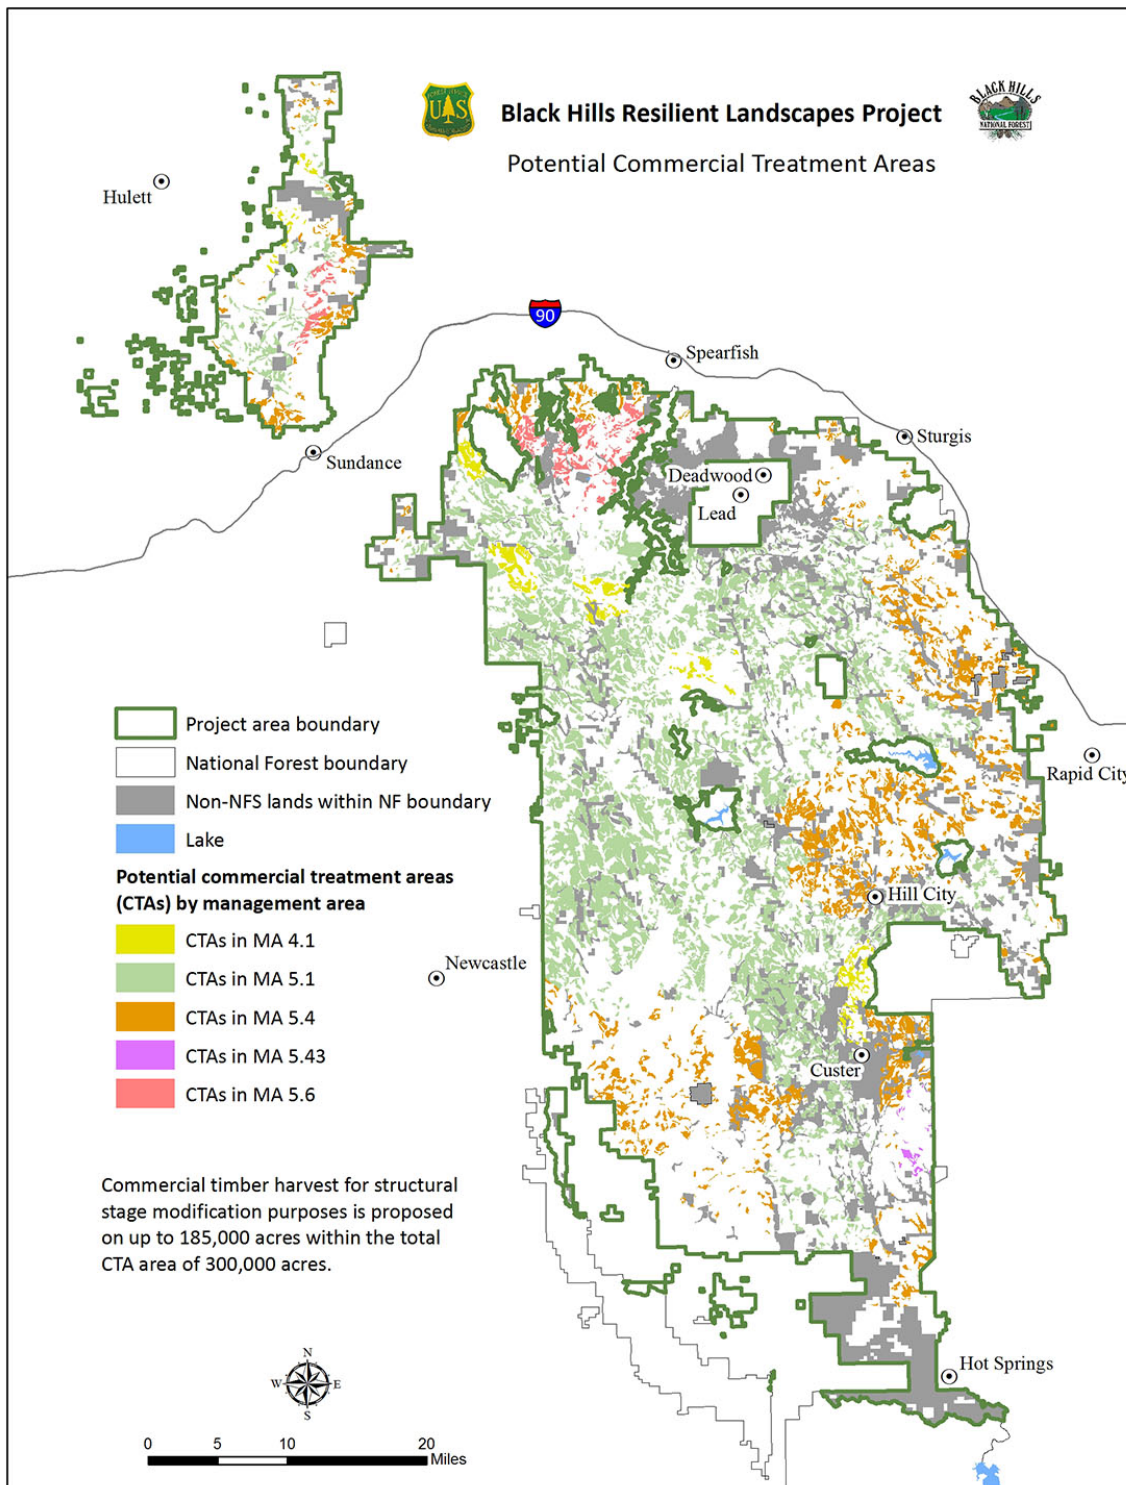 Black Hills Resilient Landscapes Project
Potential Commercial Treatment Areas
UAS
BLACK HILLS
NATIONAL FOREST
Hulett
90
Spearfish
Sundance
Sturgis
Deadwood
Lead
Rapid City
Hill City
Newcastle
Custer
Hot Springs
Project area boundary
National Forest boundary
Non-NFS lands within NF boundary
Lake
Potential commercial treatment areas
(CTAs) by management area
CTAs in MA 4.1
CTAs in MA 5.1
CTAs in MA 5.4
CTAs in MA 5.43
CTAs in MA 5.6
Commercial timber harvest for structural
stage modification purposes is proposed
on up to 185,000 acres within the total
CTA area of 300,000 acres.
N
W E
S
0 5 10 20
Miles